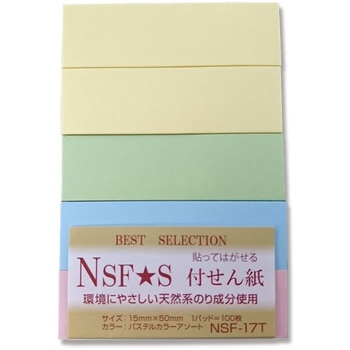 BEST SELECTION
貼ってはがせる
NSF★S 付せん紙
環境にやさしい天然系のり成分使用
サイズ:15mm×50mm 1パッド=100枚
カラー:パステルカラーアソート NSF-17T